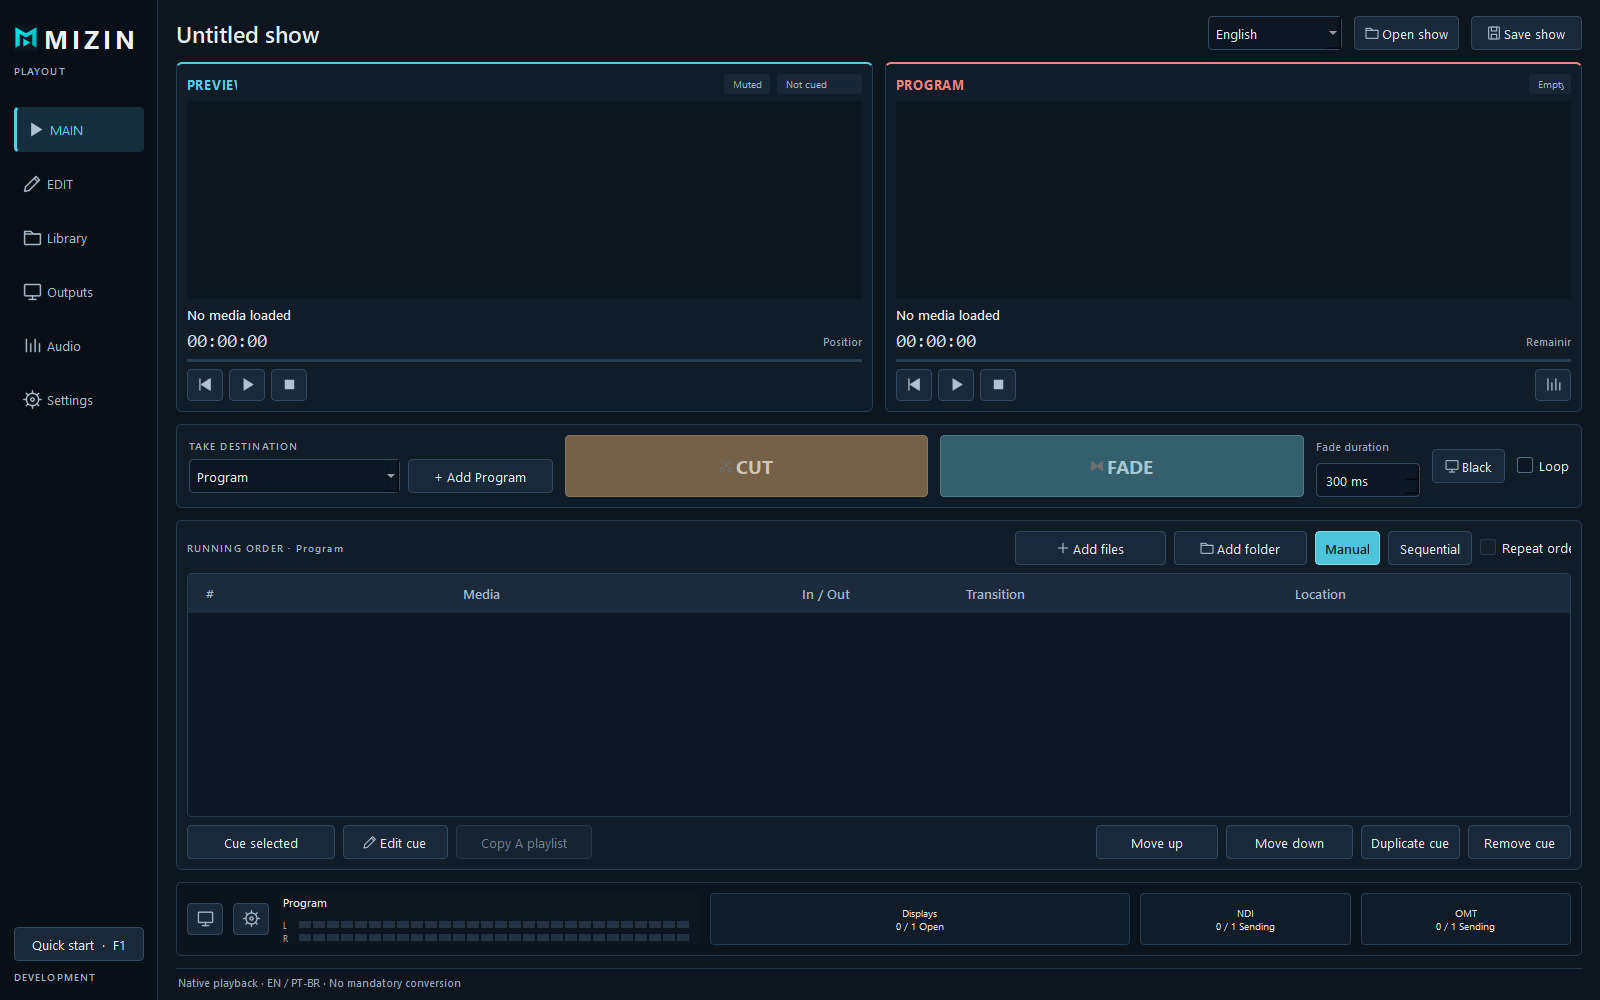 MIZIN
PLAYOUT
MAIN
EDIT
Library
Outputs
Audio
Settings
Quick start · F1
DEVELOPMENT
Untitled show
English
Open show
Save show
PREVIEW
Muted
Not cued
No media loaded
00:00:00
Position
PROGRAM
Empty
No media loaded
00:00:00
Remainin
TAKE DESTINATION
Program
+ Add Program
CUT
FADE
Fade duration
300 ms
Black
Loop
RUNNING ORDER · Program
Add files
Add folder
Manual
Sequential
Repeat orde
# Media In / Out Transition Location
Cue selected
Edit cue
Copy A playlist
Move up
Move down
Duplicate cue
Remove cue
Program
L
R
Displays
0 / 1 Open
NDI
0 / 1 Sending
OMT
0 / 1 Sending
Native playback · EN / PT-BR · No mandatory conversion